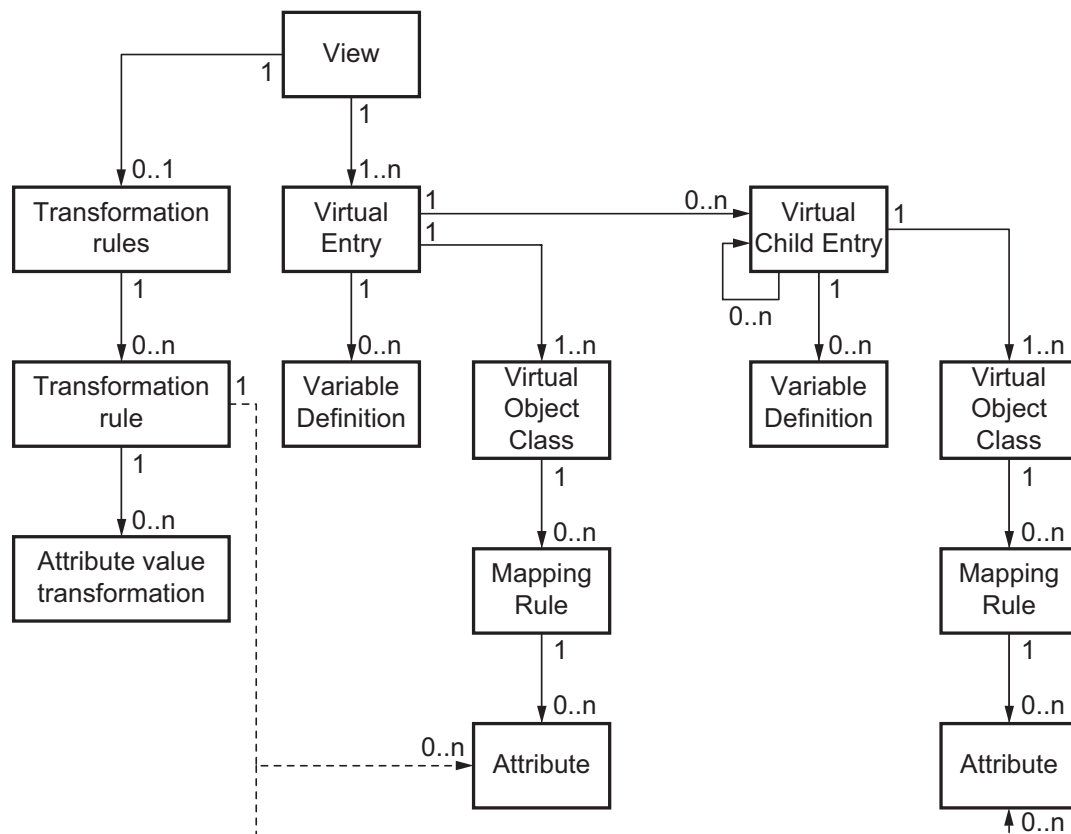 View
1
1
0..1
1..n
Transformation
rules
Virtual
Entry
1
1
0..n
Virtual
Child Entry
1
1
1
0..n
1
0..n
0..n
1..n
0..n
1..n
Transformation
rule
1
Variable
Definition
Virtual
Object
Class
Variable
Definition
Virtual
Object
Class
1
1
1
0..n
0..n
0..n
Attribute value
transformation
Mapping
Rule
Mapping
Rule
1
1
0..n
0..n
0..n
Attribute
Attribute
0..n